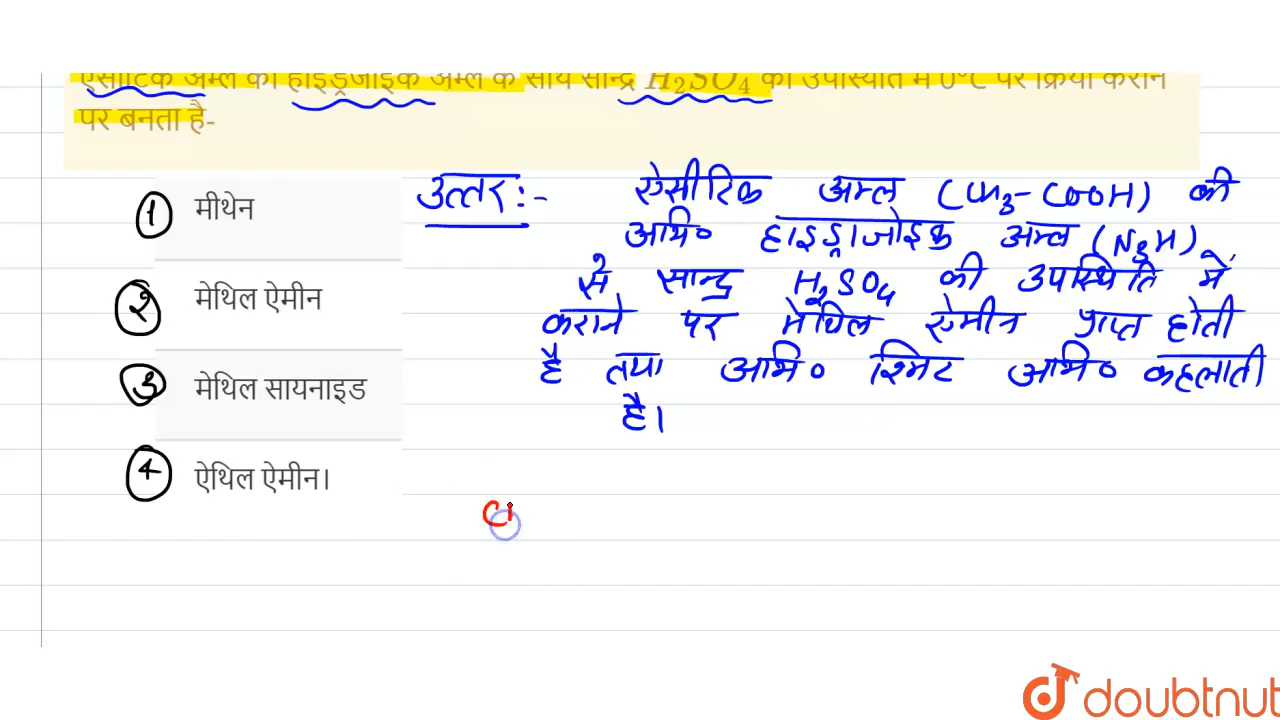 एसीटिक अम्ल की हाइड्रेजोइक अम्ल के साथ सान्द्र H₂SO₄ की उपस्थिति में 0°C पर क्रिया कराने
पर बनता है-
1 मीथेन
2 मेथिल ऐमीन
3 मेथिल सायनाइड
4 ऐथिल ऐमीन।
उत्तर:- ऐसीटिक अम्ल (CH₃-COOH) की
अभि० हाइड्राजोइक अम्ल (N₃H)
से सान्द्र H₂SO₄ की उपस्थिति में
कराने पर मेथिल ऐमीन प्राप्त होती
है तथा अभि० श्मिट अभि० कहलाती
है।
doubtnut